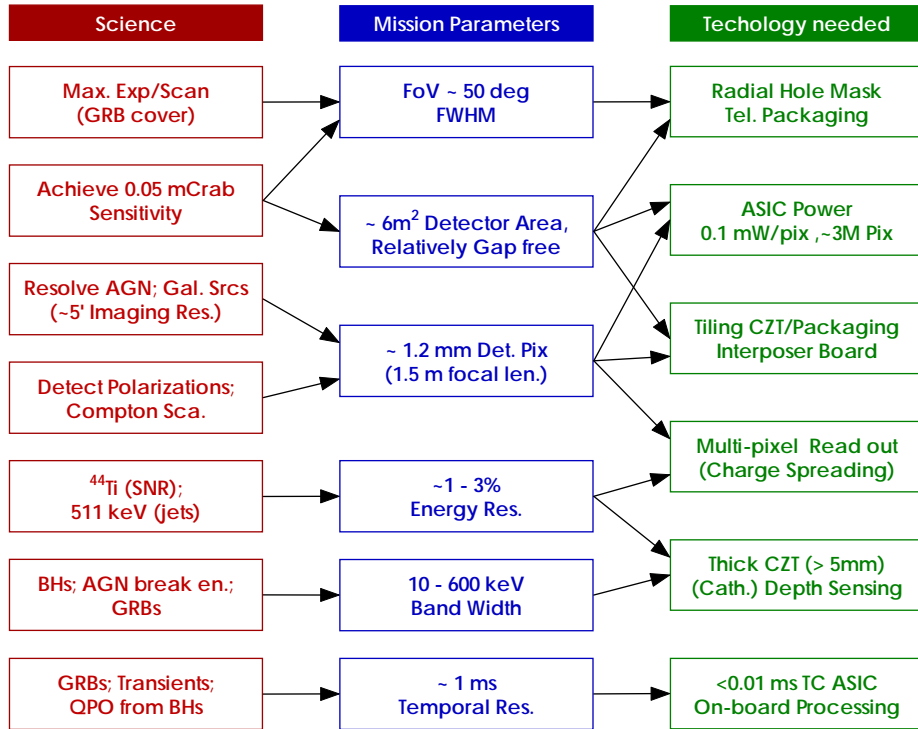 Science
Mission Parameters
Techology needed
Max. Exp/Scan
(GRB cover)
FoV ~ 50 deg
FWHM
Radial Hole Mask
Tel. Packaging
Achieve 0.05 mCrab
Sensitivity
~ 6m² Detector Area,
Relatively Gap free
ASIC Power
0.1 mW/pix ,~3M Pix
Resolve AGN; Gal. Srcs
(~5' Imaging Res.)
~ 1.2 mm Det. Pix
(1.5 m focal len.)
Tiling CZT/Packaging
Interposer Board
Detect Polarizations;
Compton Sca.
Multi-pixel Read out
(Charge Spreading)
⁴⁴Ti (SNR);
511 keV (jets)
~1 - 3%
Energy Res.
Thick CZT (> 5mm)
(Cath.) Depth Sensing
BHs; AGN break en.;
GRBs
10 - 600 keV
Band Width
GRBs; Transients;
QPO from BHs
~ 1 ms
Temporal Res.
<0.01 ms TC ASIC
On-board Processing